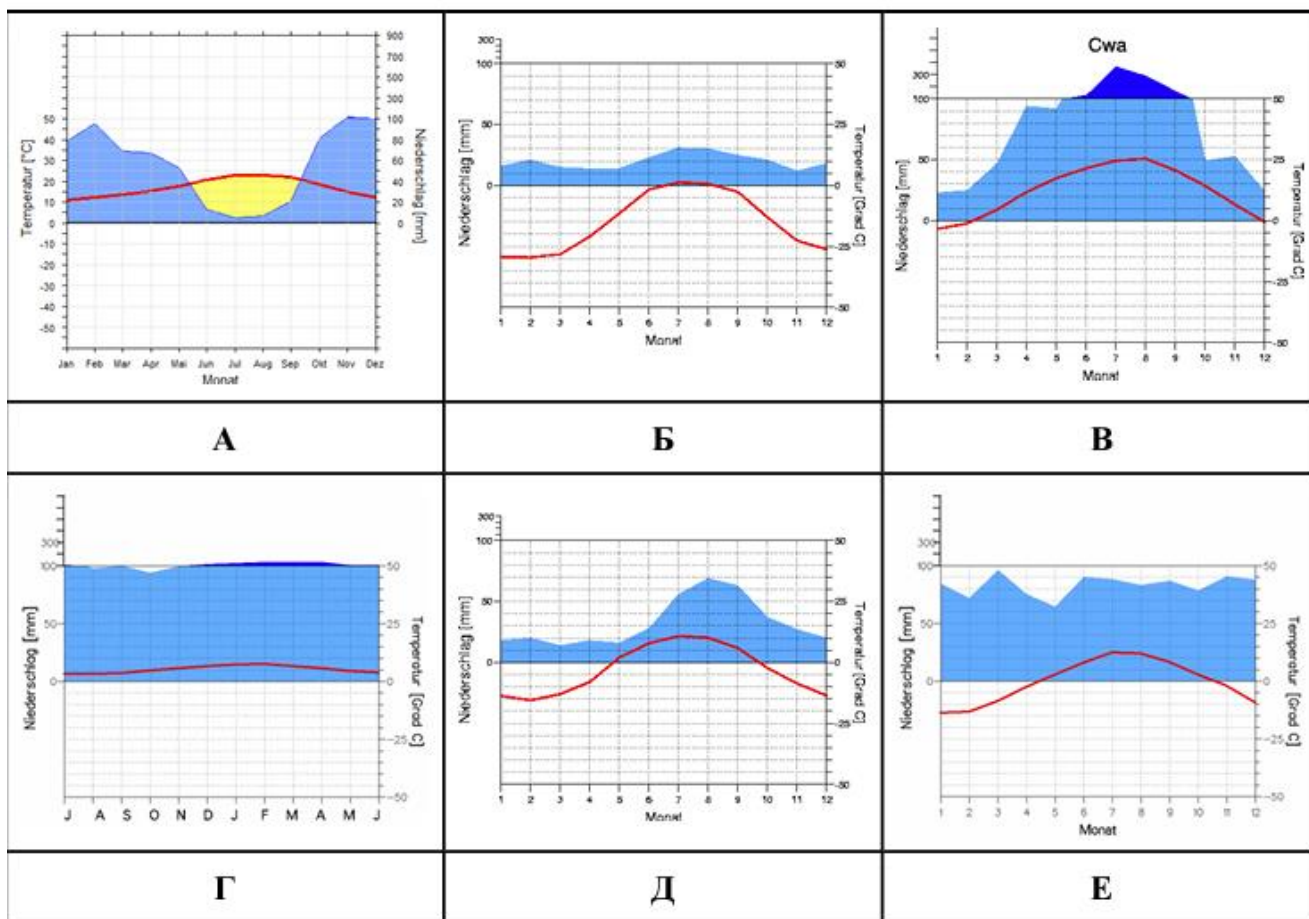 Cwa
900
700
500
300
100
80
60
40
20
0
50
40
30
20
10
0
-10
-20
-30
-40
-50
Temperatur [°C]
Niederschlag [mm]
Jan Feb Mar Apr Mai Jun Jul Aug Sep Okt Nov Dez
Monat
300
100
50
0
50
25
0
-25
-50
Niederschlag [mm]
Temperatur [Grad C]
1 2 3 4 5 6 7 8 9 10 11 12
Monat
300
100
50
0
50
25
0
-25
-50
Niederschlag [mm]
Temperatur [Grad C]
1 2 3 4 5 6 7 8 9 10 11 12
Monat
А Б В
300
100
50
0
50
25
0
-25
-50
Niederschlag [mm]
Temperatur [Grad C]
J A S O N D J F M A M J
300
100
50
0
50
25
0
-25
-50
Niederschlag [mm]
Temperatur [Grad C]
1 2 3 4 5 6 7 8 9 10 11 12
Monat
300
100
50
0
50
25
0
-25
-50
Niederschlag [mm]
Temperatur [Grad C]
1 2 3 4 5 6 7 8 9 10 11 12
Monat
Г Д Е